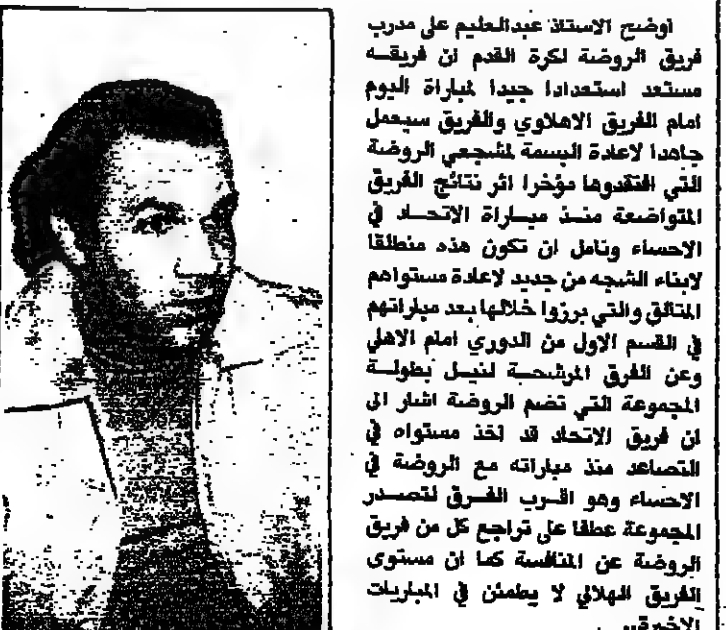 اوضح الاستاذ عبدالعليم على مدرب
فريق الروضة لكرة القدم ان فريقه
مستعد استعدادا جيدا لمباراة اليوم
امام الفريق الاهلاوي والفريق سيعمل
جاهدا لاعادة البسمة لمشجعي الروضة
التي افتقدوها مؤخرا اثر نتائج الفريق
المتواضعة منذ مباراة الاتحاد في
الاحساء ونامل ان تكون هذه منطلقا
لابناء الشجه من جديد لاعادة مستواهم
المتالق والتي برزوا خلالها بعد مباراتهم
في القسم الاول من الدوري امام الاهلي
وعن الفرق المرشحة لنيل بطولة
المجموعة التي تضم الروضة اشار الى
ان فريق الاتحاد قد اخذ مستواه في
التصاعد منذ مباراته مع الروضة في
الاحساء وهو اقرب الفرق لتصدر
المجموعة عطفا على تراجع كل من فريق
الروضة عن المنافسة كما ان مستوى
الفريق الهلالي لا يطمئن في المباريات
الاخيرة..